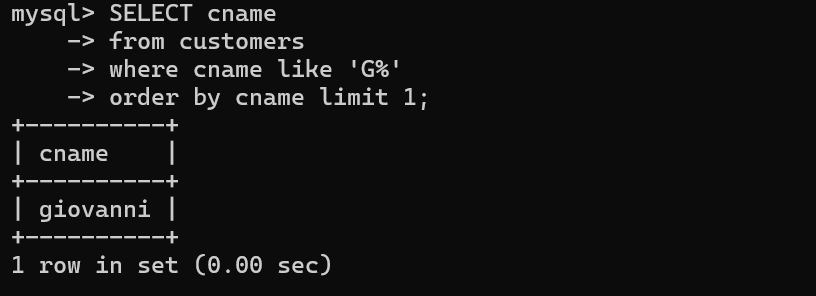 mysql> SELECT cname
    -> from customers
    -> where cname like 'G%'
    -> order by cname limit 1;
+----------+
| cname    |
+----------+
| giovanni |
+----------+
1 row in set (0.00 sec)